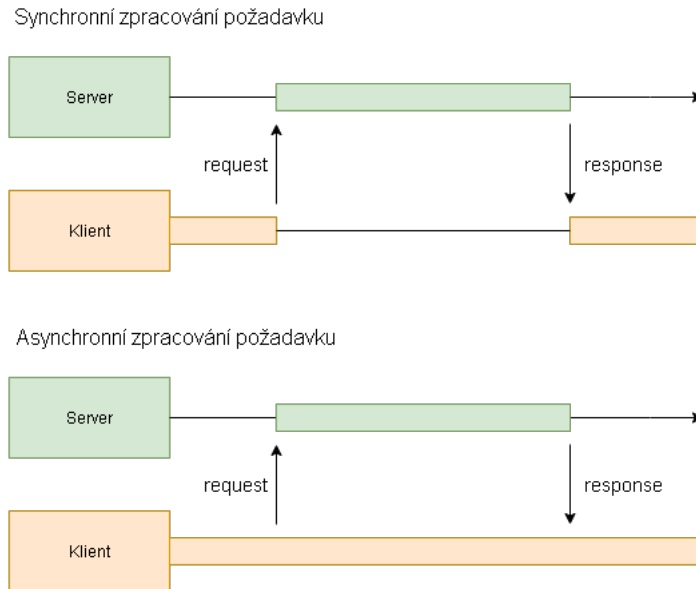 Synchronní zpracování požadavku
Server
request
response
Klient
Asynchronní zpracování požadavku
Server
request
response
Klient